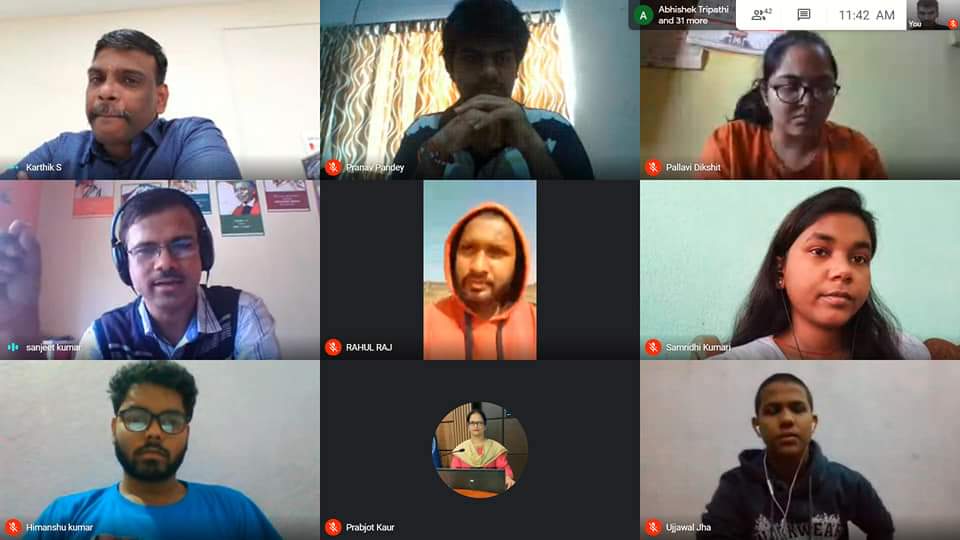 A
Abhishek Tripathi
and 31 more
42
11:42 AM
You
Karthik S
Pranav Pandey
Pallavi Dikshit
sanjeet kumar
RAHUL RAJ
Samridhi Kumari
Himanshu kumar
Prabjot Kaur
Ujjawal Jha